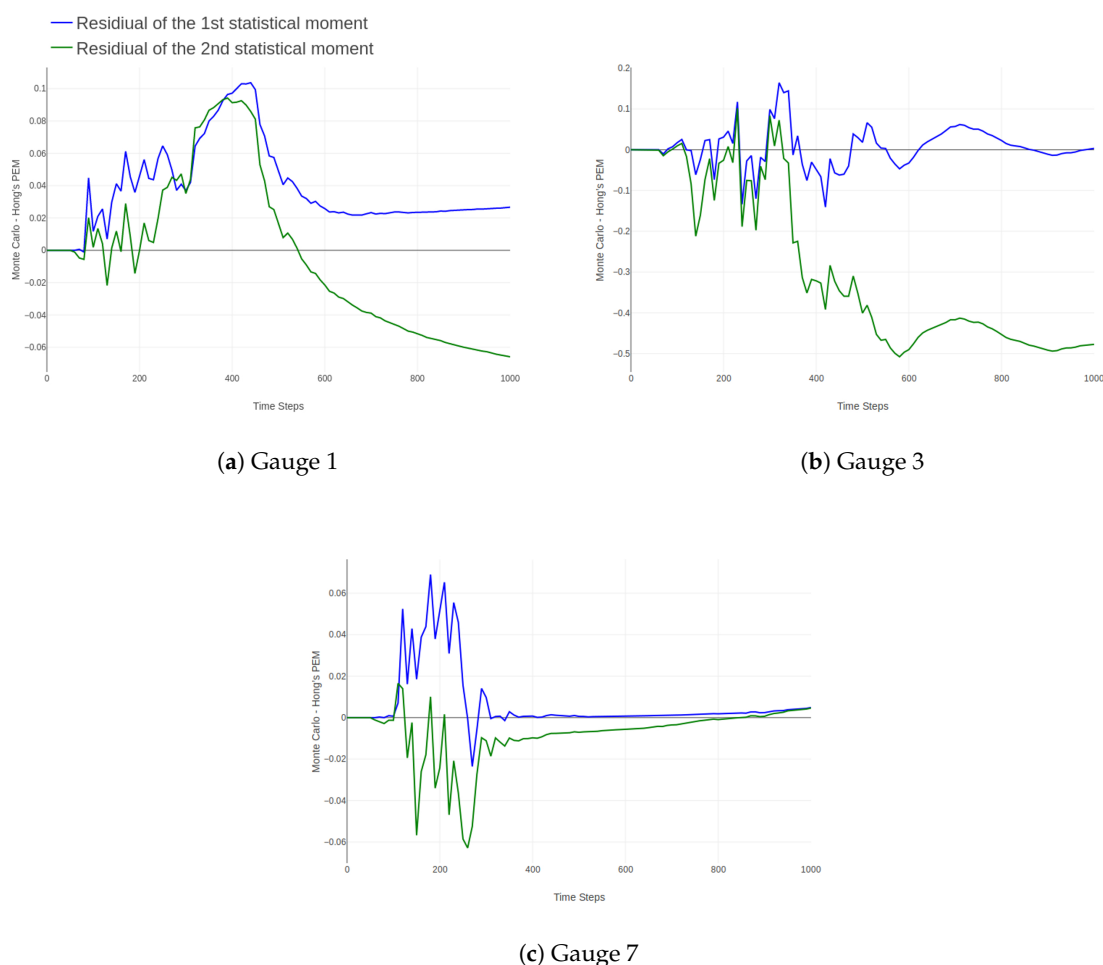 Residiual of the 1st statistical moment
Residiual of the 2nd statistical moment
0.1
0.08
0.06
0.04
0.02
0
−0.02
−0.04
−0.06
Monte Carlo - Hong's PEM
0 200 400 600 800 1000
Time Steps
(a) Gauge 1
0.2
0.1
0
−0.1
−0.2
−0.3
−0.4
−0.5
Monte Carlo - Hong's PEM
0 200 400 600 800 1000
Time Steps
(b) Gauge 3
0.06
0.04
0.02
0
−0.02
−0.04
−0.06
Monte Carlo - Hong's PEM
0 200 400 600 800 1000
Time Steps
(c) Gauge 7